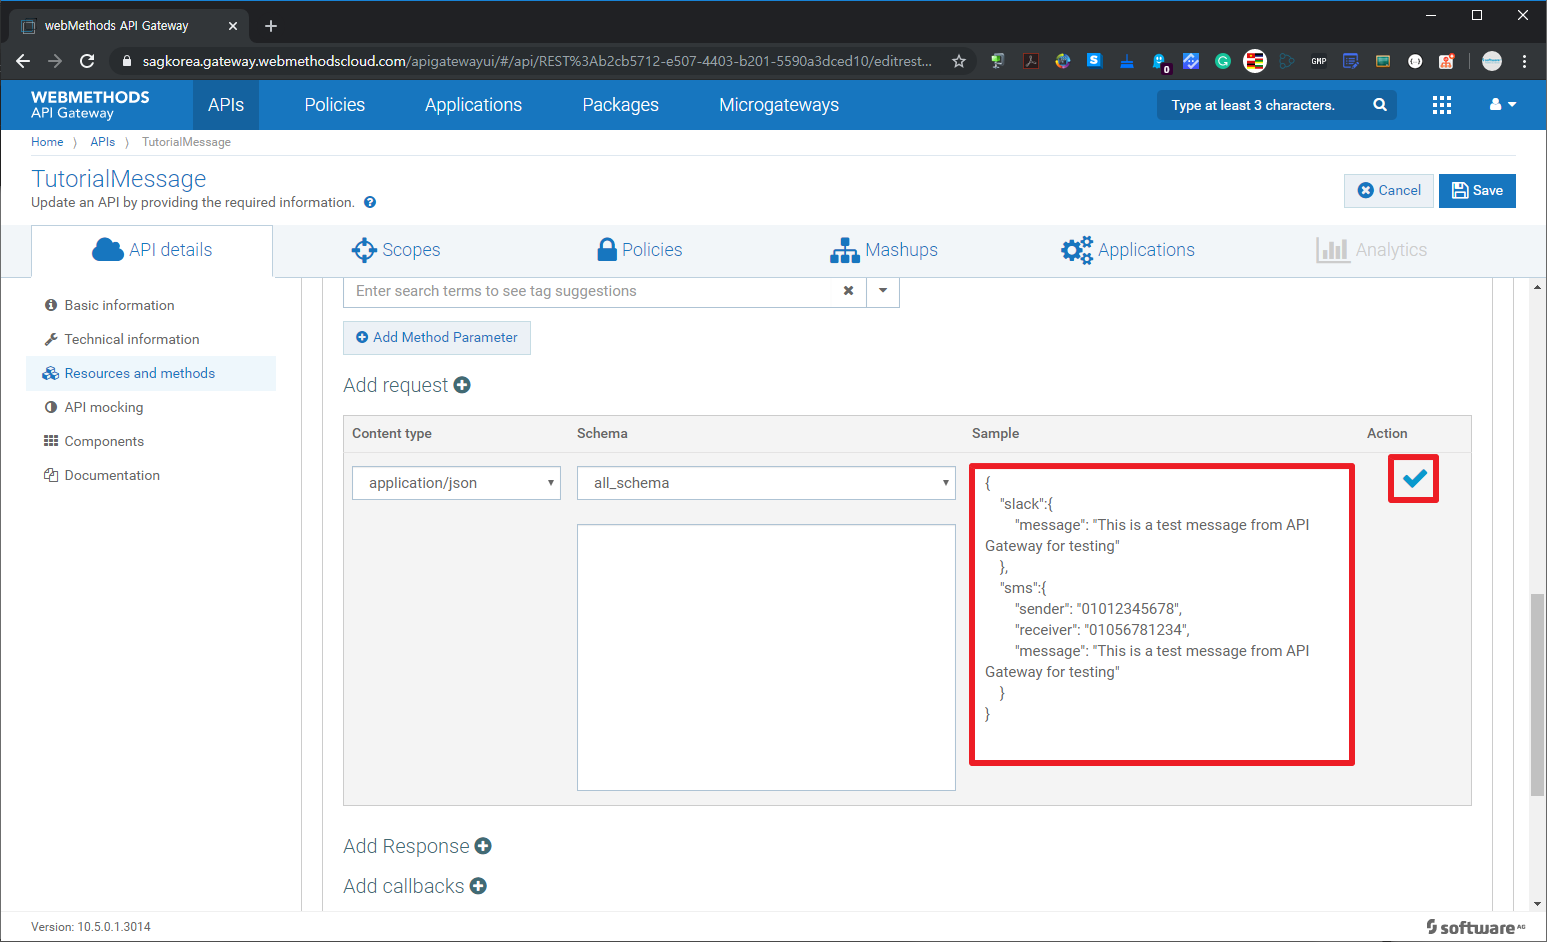 webMethods API Gateway
sagkorea.gateway.webmethodscloud.com/apigatewayui/#/api/REST%3Ab2cb5712-e507-4403-b201-5590a3dced10/editrest...
S
0
G
GMP
WEBMETHODS
API Gateway
APIs
Policies
Applications
Packages
Microgateways
Type at least 3 characters.
Home
APIs
TutorialMessage
TutorialMessage
Update an API by providing the required information.
Cancel
Save
API details
Scopes
Policies
Mashups
Applications
Analytics
Basic information
Technical information
Resources and methods
API mocking
Components
Documentation
Enter search terms to see tag suggestions
Add Method Parameter
Add request
Content type
Schema
Sample
Action
application/json
all_schema
{
"slack":{
"message": "This is a test message from API
Gateway for testing"
},
"sms":{
"sender": "01012345678",
"receiver": "01056781234",
"message": "This is a test message from API
Gateway for testing"
}
}
Add Response
Add callbacks
Version: 10.5.0.1.3014
software AG